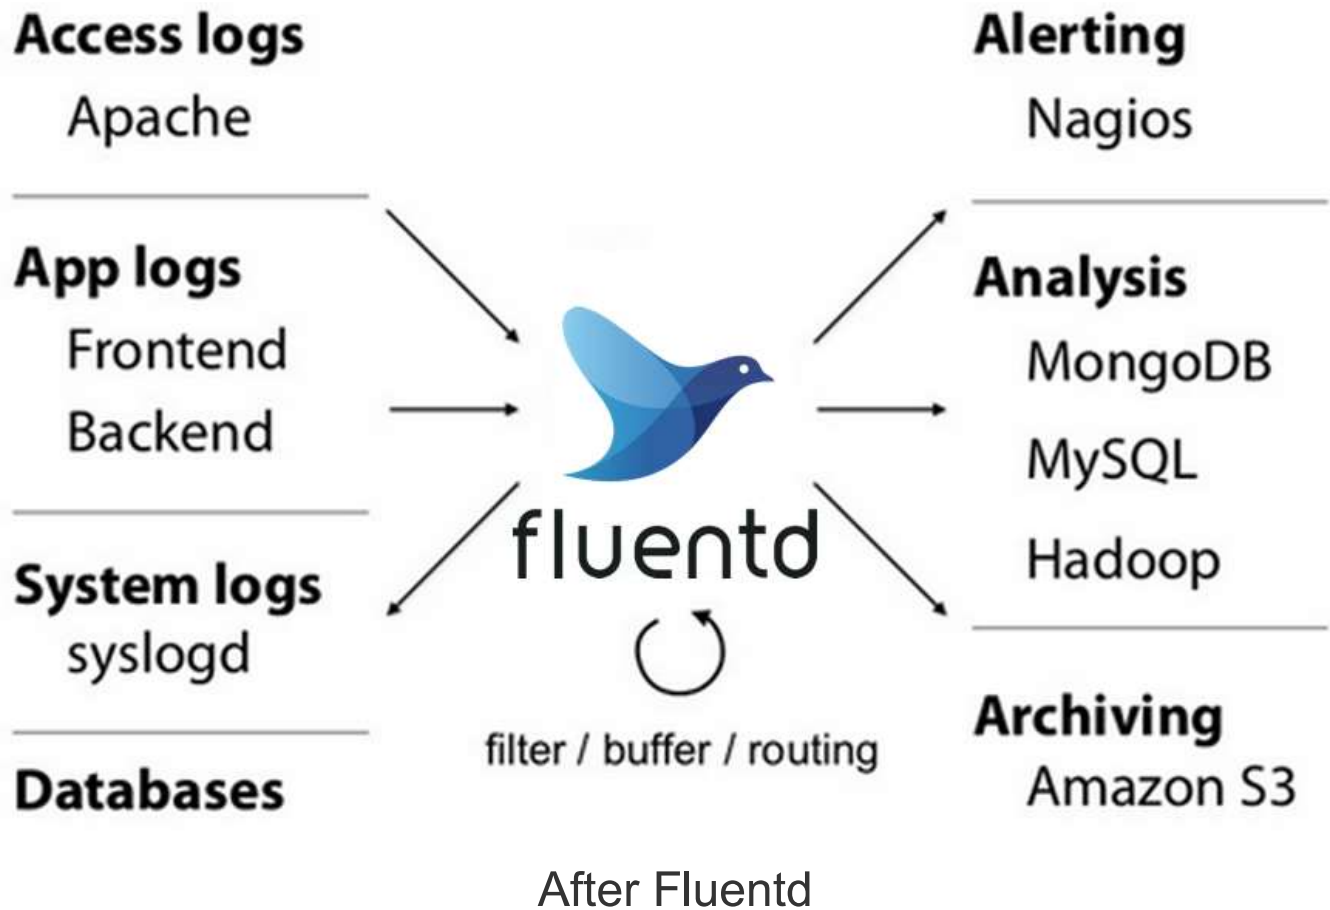 Access logs
Apache
App logs
Frontend
Backend
System logs
syslogd
Databases
fluentd
filter / buffer / routing
Alerting
Nagios
Analysis
MongoDB
MySQL
Hadoop
Archiving
Amazon S3
After Fluentd